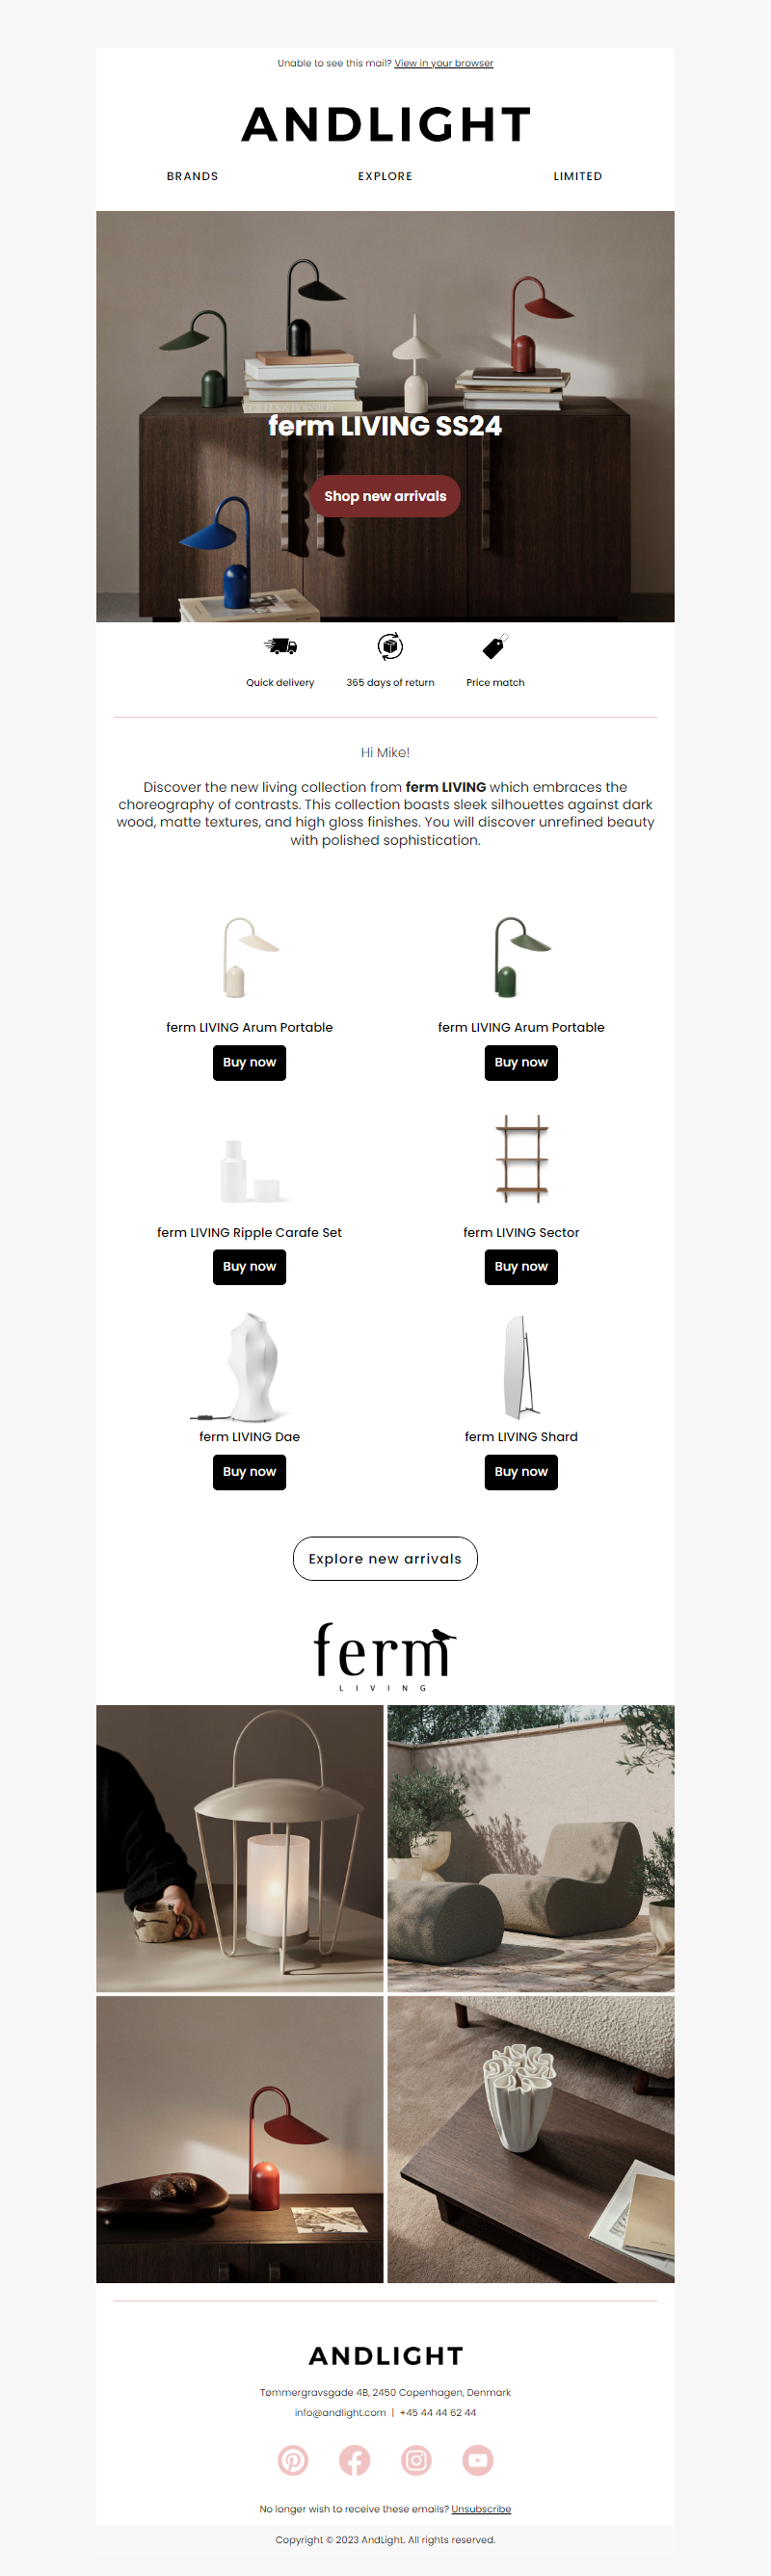 Unable to see this mail? View in your browser
ANDLIGHT
BRANDS EXPLORE LIMITED
ferm LIVING SS24
Shop new arrivals
Quick delivery 365 days of return Price match
Hi Mike!
Discover the new living collection from ferm LIVING which embraces the
choreography of contrasts. This collection boasts sleek silhouettes against dark
wood, matte textures, and high gloss finishes. You will discover unrefined beauty
with polished sophistication.
ferm LIVING Arum Portable ferm LIVING Arum Portable
Buy now Buy now
ferm LIVING Ripple Carafe Set ferm LIVING Sector
Buy now Buy now
ferm LIVING Dae ferm LIVING Shard
Buy now Buy now
Explore new arrivals
ferm
LIVING
ANDLIGHT
Tømmergravsgade 4B, 2450 Copenhagen, Denmark
info@andlight.com | +45 44 44 62 44
No longer wish to receive these emails? Unsubscribe
Copyright © 2023 AndLight. All rights reserved.